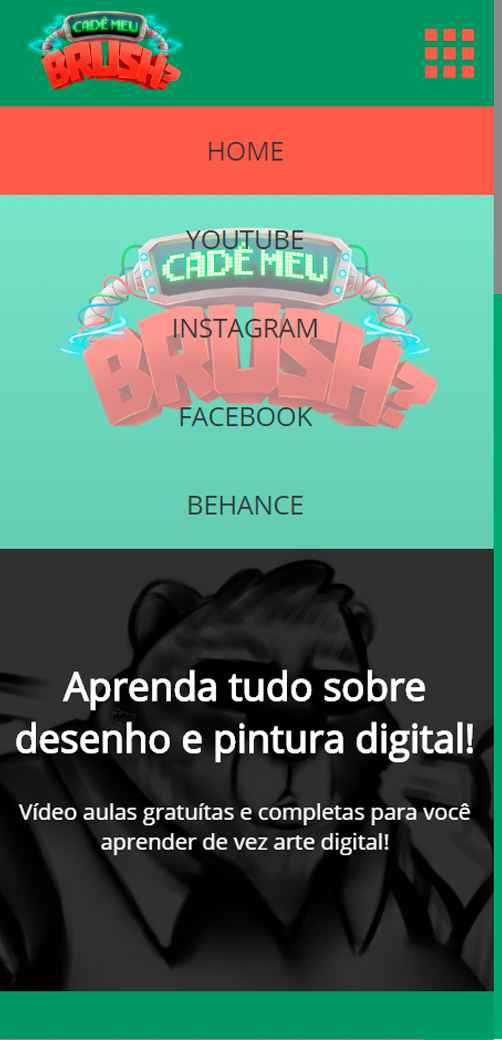 CADÊ MEU
BRUSH?
HOME
YOUTUBE
CADÊ MEU
INSTAGRAM
BRUSH?
FACEBOOK
BEHANCE
Aprenda tudo sobre
desenho e pintura digital!
Vídeo aulas gratuítas e completas para você
aprender de vez arte digital!